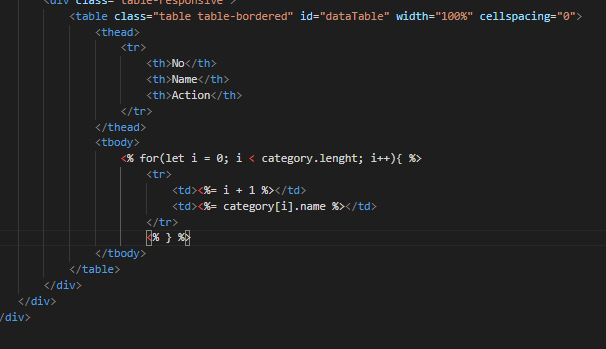 <div class="table-responsive">
<table class="table table-bordered" id="dataTable" width="100%" cellspacing="0">
<thead>
<tr>
<th>No</th>
<th>Name</th>
<th>Action</th>
</tr>
</thead>
<tbody>
<% for(let i = 0; i < category.lenght; i++){ %>
<tr>
<td><%= i + 1 %></td>
<td><%= category[i].name %></td>
</tr>
<% } %>
</tbody>
</table>
</div>
</div>
/div>